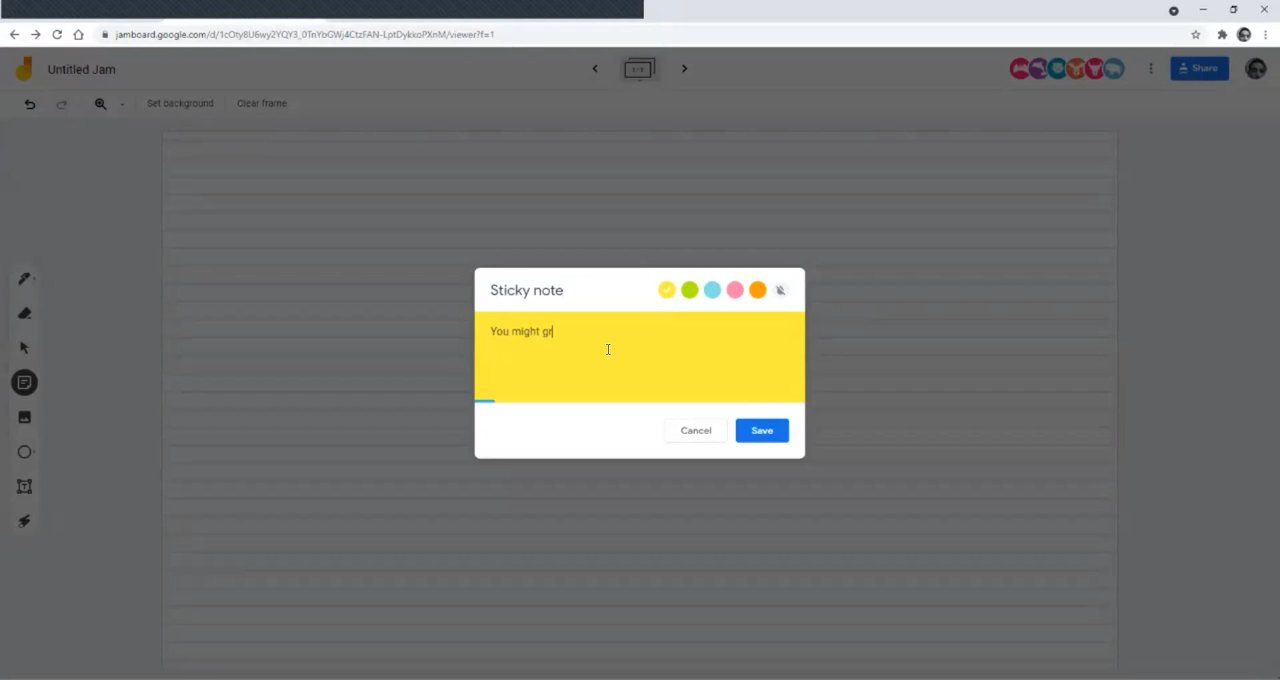 jamboard.google.com/d/1cOty8U6wy2YQY3_0TnYbGWj4CtzFAN-LptDykkoPXnM/viewer?f=1
Untitled Jam
Share
Set background
Clear frame
Sticky note
You might gr
Cancel
Save